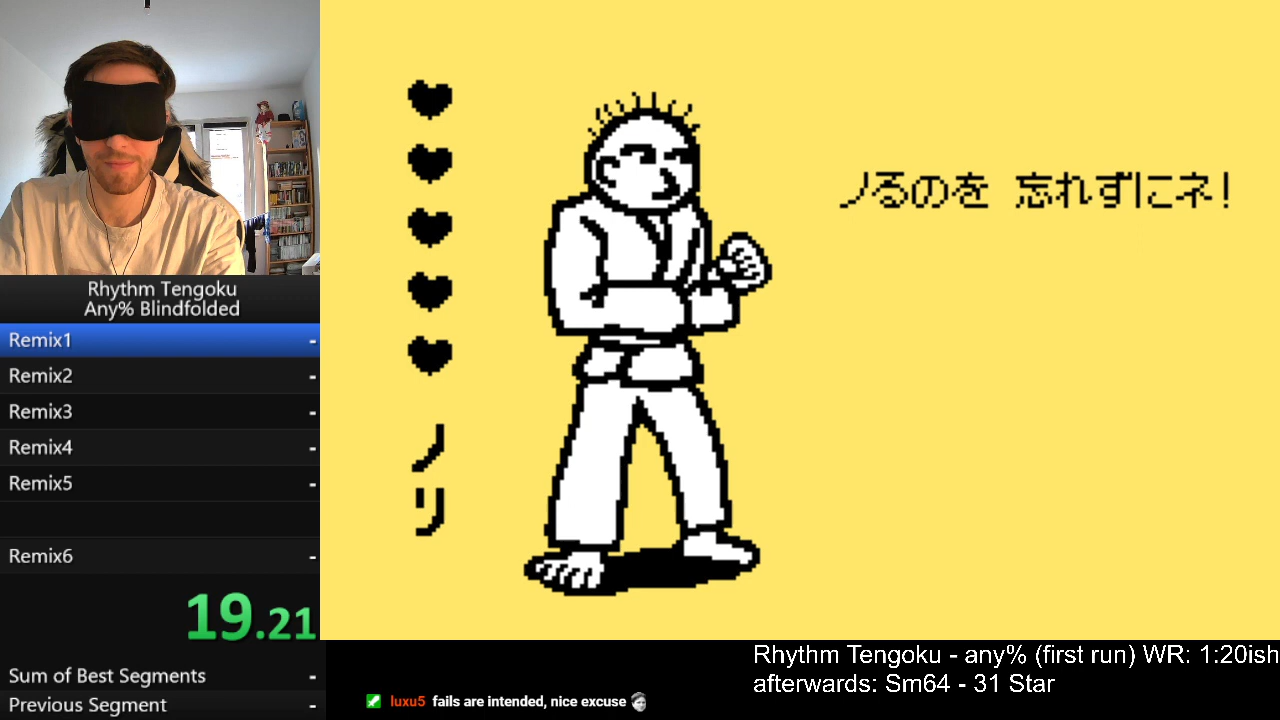 ノるのを 忘れずにネ!
ノリ
Rhythm Tengoku
Any% Blindfolded
Remix1 -
Remix2 -
Remix3 -
Remix4 -
Remix5 -
Remix6 -
19.21
Sum of Best Segments -
Previous Segment -
Rhythm Tengoku - any% (first run) WR: 1:20ish
afterwards: Sm64 - 31 Star
luxu5 fails are intended, nice excuse